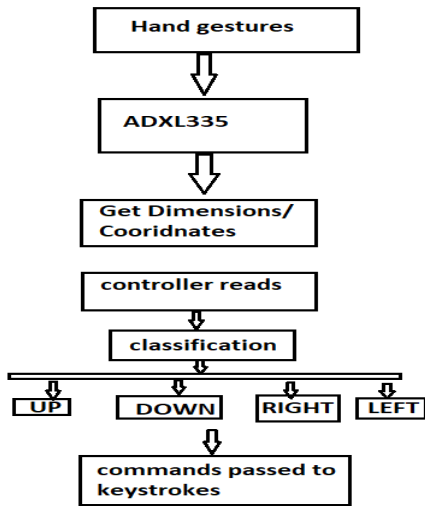 Hand gestures
ADXL335
Get Dimensions/
Cooridnates
controller reads
classification
UP DOWN RIGHT LEFT
commands passed to
keystrokes